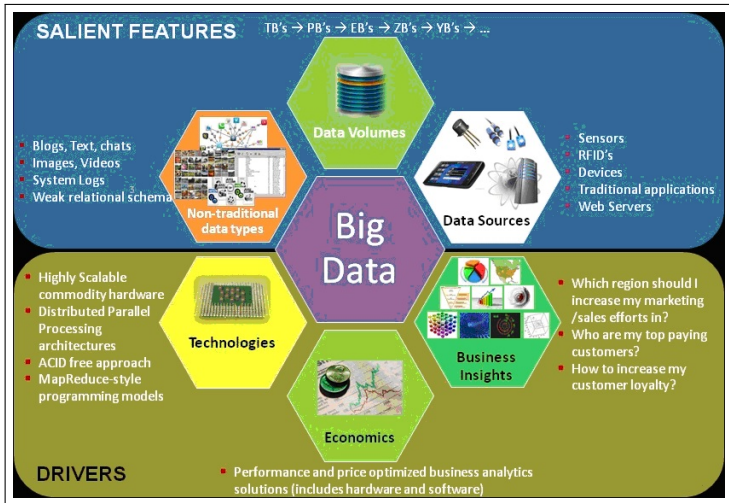 SALIENT FEATURES
TB's → PB's → EB's → ZB's → YB's → ...
Data Volumes
Blogs, Text, chats
Images, Videos
System Logs
Weak relational schema
Non-traditional
data types
Data Sources
Sensors
RFID's
Devices
Traditional applications
Web Servers
Big
Data
Highly Scalable
commodity hardware
Distributed Parallel
Processing
architectures
ACID free approach
MapReduce-style
programming models
Technologies
Business
Insights
Which region should I
increase my marketing
/sales efforts in?
Who are my top paying
customers?
How to increase my
customer loyalty?
Economics
DRIVERS
Performance and price optimized business analytics
solutions (includes hardware and software)